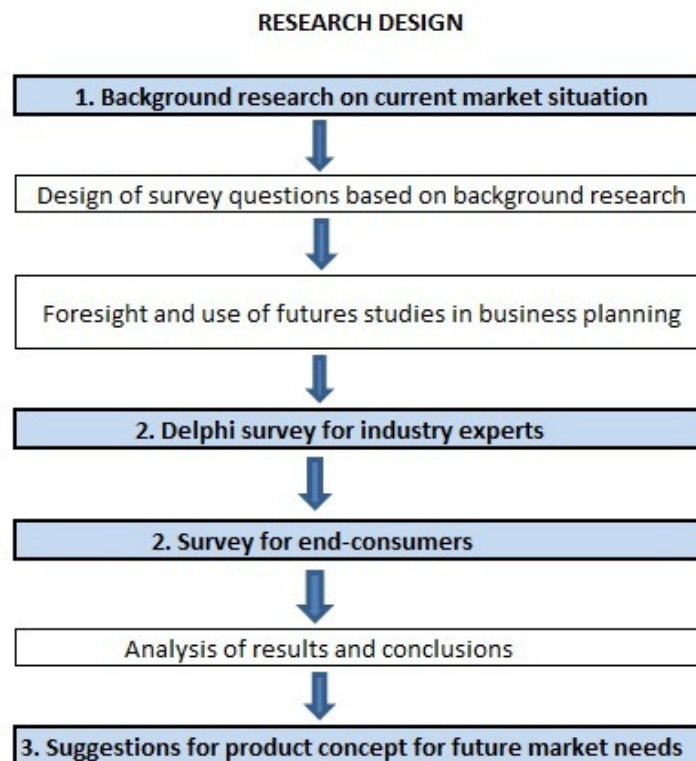 RESEARCH DESIGN
1. Background research on current market situation
Design of survey questions based on background research
Foresight and use of futures studies in business planning
2. Delphi survey for industry experts
2. Survey for end-consumers
Analysis of results and conclusions
3. Suggestions for product concept for future market needs